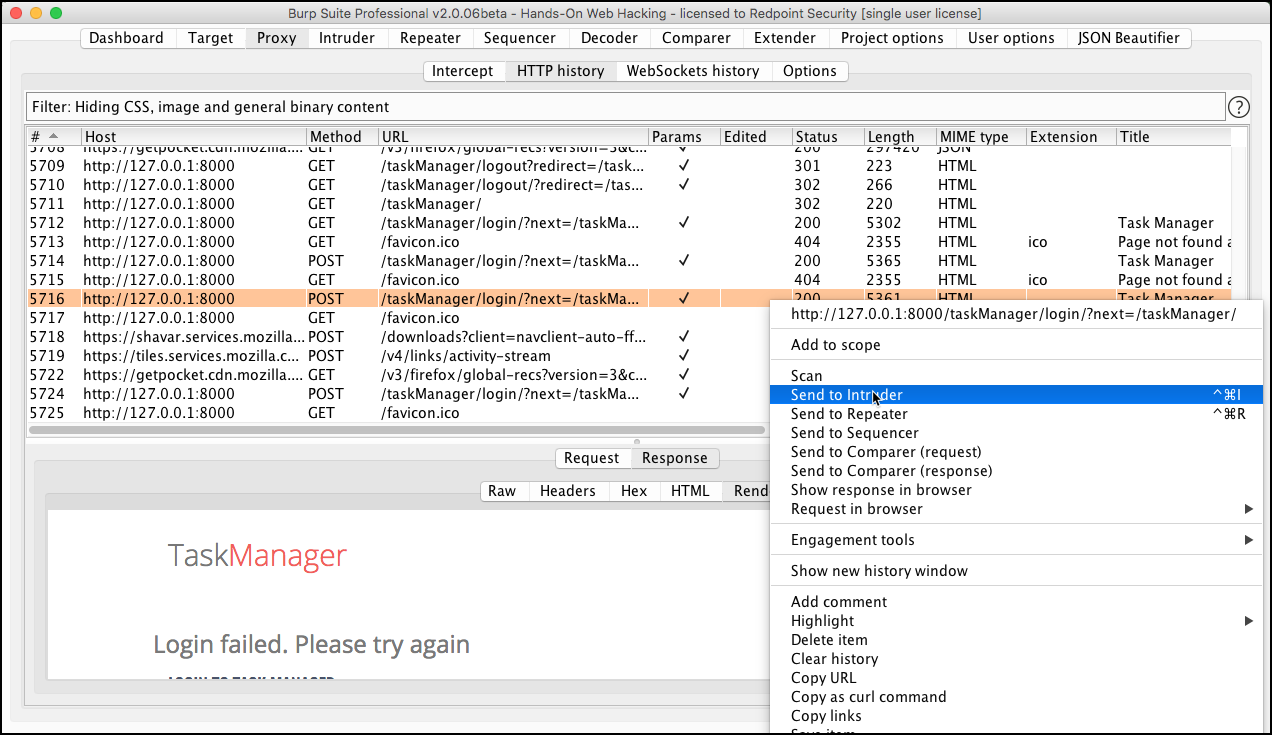 Burp Suite Professional v2.0.06beta - Hands-On Web Hacking - licensed to Redpoint Security [single user license]
Dashboard Target Proxy Intruder Repeater Sequencer Decoder Comparer Extender Project options User options JSON Beautifier
Intercept HTTP history WebSockets history Options
Filter: Hiding CSS, image and general binary content ?
# Host Method URL Params Edited Status Length MIME type Extension Title
5708 https://getpocket.cdn.mozilla.... GET /v3/firefox/global-recs?version=3&c... ✓ 200 297420 JSON
5709 http://127.0.0.1:8000 GET /taskManager/logout?redirect=/task... ✓ 301 223 HTML
5710 http://127.0.0.1:8000 GET /taskManager/logout/?redirect=/tas... ✓ 302 266 HTML
5711 http://127.0.0.1:8000 GET /taskManager/ 302 220 HTML
5712 http://127.0.0.1:8000 GET /taskManager/login/?next=/taskMa... ✓ 200 5302 HTML Task Manager
5713 http://127.0.0.1:8000 GET /favicon.ico 404 2355 HTML ico Page not found a
5714 http://127.0.0.1:8000 POST /taskManager/login/?next=/taskMa... ✓ 200 5365 HTML Task Manager
5715 http://127.0.0.1:8000 GET /favicon.ico 404 2355 HTML ico Page not found a
5716 http://127.0.0.1:8000 POST /taskManager/login/?next=/taskMa... ✓ 200 5361 HTML Task Manager
5717 http://127.0.0.1:8000 GET /favicon.ico
5718 https://shavar.services.mozilla.... POST /downloads?client=navclient-auto-ff... ✓
5719 https://tiles.services.mozilla.c... POST /v4/links/activity-stream ✓
5722 https://getpocket.cdn.mozilla.... GET /v3/firefox/global-recs?version=3&c... ✓
5724 http://127.0.0.1:8000 POST /taskManager/login/?next=/taskMa... ✓
5725 http://127.0.0.1:8000 GET /favicon.ico
http://127.0.0.1:8000/taskManager/login/?next=/taskManager/
Add to scope
Scan
Send to Intruder ^⌘I
Send to Repeater ^⌘R
Send to Sequencer
Send to Comparer (request)
Send to Comparer (response)
Show response in browser
Request in browser
Engagement tools
Show new history window
Add comment
Highlight
Delete item
Clear history
Copy URL
Copy as curl command
Copy links
Save item
Request Response
Raw Headers Hex HTML Rend
TaskManager
Login failed. Please try again
LOGIN TO TASK MANAGER